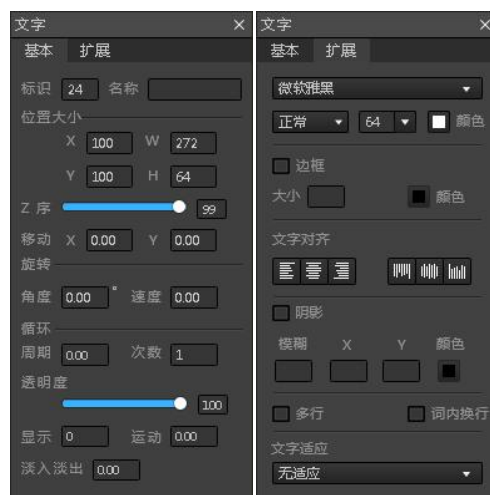 文字 ×
基本 扩展
标识 24 名称
位置大小
X 100 W 272
Y 100 H 64
Z 序 99
移动 X 0.00 Y 0.00
旋转
角度 0.00 ° 速度 0.00
循环
周期 0.00 次数 1
透明度
100
显示 0 运动 0.00
淡入淡出 0.00
文字 ×
基本 扩展
微软雅黑
正常 64 颜色
边框
大小 颜色
文字对齐
阴影
模糊 X Y 颜色
多行 词内换行
文字适应
无适应